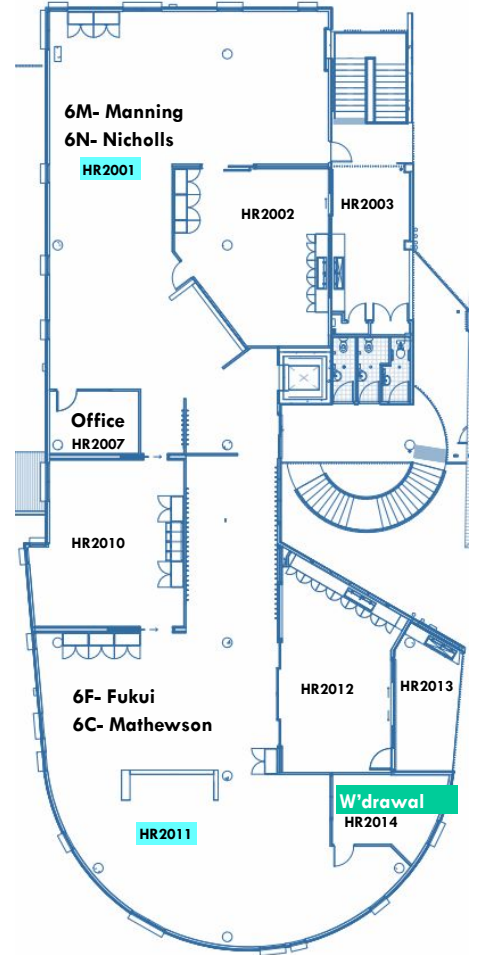 6M- Manning
6N- Nicholls
HR2001
HR2002
HR2003
Office
HR2007
HR2010
6F- Fukui
6C- Mathewson
HR2012
HR2013
W'drawal
HR2014
HR2011